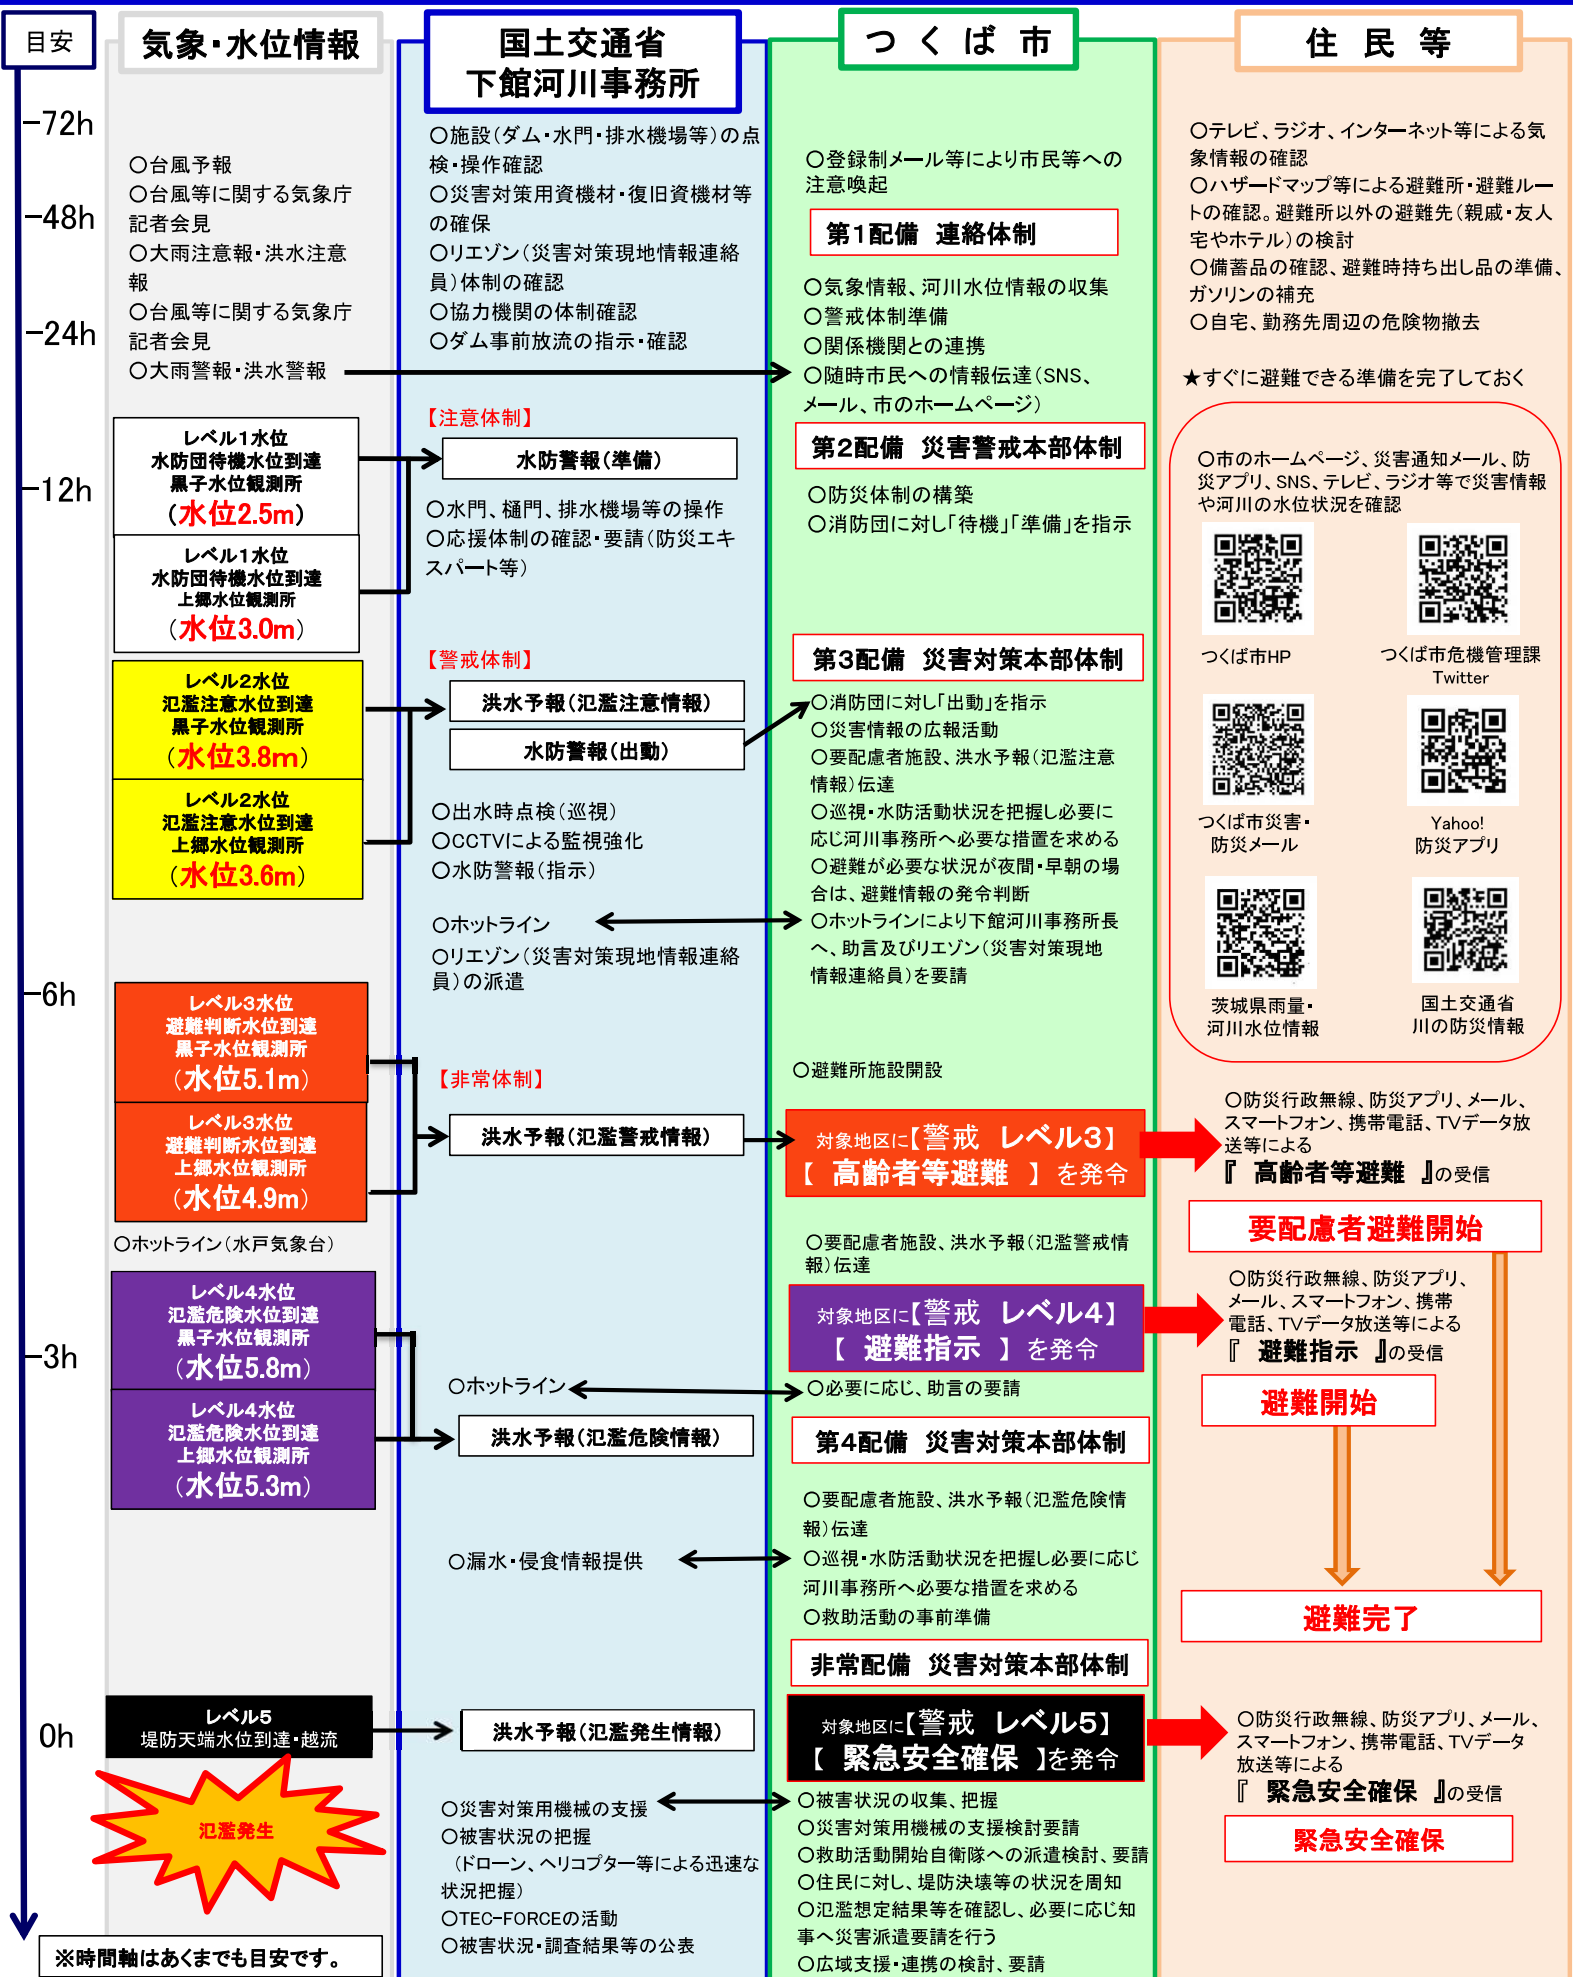 目安
-72h
-48h
-24h
-12h
-6h
-3h
0h
気象・水位情報
○台風予報
○台風等に関する気象庁
記者会見
○大雨注意報・洪水注意
報
○台風等に関する気象庁
記者会見
○大雨警報・洪水警報
レベル1水位
水防団待機水位到達
黒子水位観測所
（水位2.5m）
レベル1水位
水防団待機水位到達
上郷水位観測所
（水位3.0m）
レベル2水位
氾濫注意水位到達
黒子水位観測所
（水位3.8m）
レベル2水位
氾濫注意水位到達
上郷水位観測所
（水位3.6m）
レベル3水位
避難判断水位到達
黒子水位観測所
（水位5.1m）
レベル3水位
避難判断水位到達
上郷水位観測所
（水位4.9m）
○ホットライン（水戸気象台）
レベル4水位
氾濫危険水位到達
黒子水位観測所
（水位5.8m）
レベル4水位
氾濫危険水位到達
上郷水位観測所
（水位5.3m）
レベル5
堤防天端水位到達・越流
氾濫発生
※時間軸はあくまでも目安です。
国土交通省
下館河川事務所
○施設（ダム・水門・排水機場等）の点
検・操作確認
○災害対策用資機材・復旧資機材等
の確保
○リエゾン（災害対策現地情報連絡
員）体制の確認
○協力機関の体制確認
○ダム事前放流の指示・確認
【注意体制】
水防警報（準備）
○水門、樋門、排水機場等の操作
○応援体制の確認・要請（防災エキ
スパート等）
【警戒体制】
洪水予報（氾濫注意情報）
水防警報（出動）
○出水時点検（巡視）
○CCTVによる監視強化
○水防警報（指示）
○ホットライン
○リエゾン（災害対策現地情報連絡
員）の派遣
【非常体制】
洪水予報（氾濫警戒情報）
○ホットライン
洪水予報（氾濫危険情報）
○漏水・侵食情報提供
洪水予報（氾濫発生情報）
○災害対策用機械の支援
○被害状況の把握
（ドローン、ヘリコプター等による迅速な
状況把握）
○TEC-FORCEの活動
○被害状況・調査結果等の公表
つくば市
○登録制メール等により市民等への
注意喚起
第1配備 連絡体制
○気象情報、河川水位情報の収集
○警戒体制準備
○関係機関との連携
○随時市民への情報伝達（SNS、
メール、市のホームページ）
第2配備 災害警戒本部体制
○防災体制の構築
○消防団に対し「待機」「準備」を指示
第3配備 災害対策本部体制
○消防団に対し「出動」を指示
○災害情報の広報活動
○要配慮者施設、洪水予報（氾濫注意
情報）伝達
○巡視・水防活動状況を把握し必要に
応じ河川事務所へ必要な措置を求める
○避難が必要な状況が夜間・早朝の場
合は、避難情報の発令判断
○ホットラインにより下館河川事務所長
へ、助言及びリエゾン（災害対策現地
情報連絡員）を要請
○避難所施設開設
対象地区に【警戒 レベル3】
【 高齢者等避難 】を発令
○要配慮者施設、洪水予報（氾濫警戒情
報）伝達
対象地区に【警戒 レベル4】
【 避難指示 】を発令
○必要に応じ、助言の要請
第4配備 災害対策本部体制
○要配慮者施設、洪水予報（氾濫危険情
報）伝達
○巡視・水防活動状況を把握し必要に応じ
河川事務所へ必要な措置を求める
○救助活動の事前準備
非常配備 災害対策本部体制
対象地区に【警戒 レベル5】
【 緊急安全確保 】を発令
○被害状況の収集、把握
○災害対策用機械の支援検討要請
○救助活動開始自衛隊への派遣検討、要請
○住民に対し、堤防決壊等の状況を周知
○氾濫想定結果等を確認し、必要に応じ知
事へ災害派遣要請を行う
○広域支援・連携の検討、要請
住民等
○テレビ、ラジオ、インターネット等による気
象情報の確認
○ハザードマップ等による避難所・避難ルー
トの確認。避難所以外の避難先（親戚・友人
宅やホテル）の検討
○備蓄品の確認、避難時持ち出し品の準備、
ガソリンの補充
○自宅、勤務先周辺の危険物撤去
★すぐに避難できる準備を完了しておく
○市のホームページ、災害通知メール、防
災アプリ、SNS、テレビ、ラジオ等で災害情報
や河川の水位状況を確認
つくば市HP
つくば市危機管理課
Twitter
つくば市災害・
防災メール
Yahoo!
防災アプリ
茨城県雨量・
河川水位情報
国土交通省
川の防災情報
○防災行政無線、防災アプリ、メール、
スマートフォン、携帯電話、TVデータ放
送等による
『 高齢者等避難 』の受信
要配慮者避難開始
○防災行政無線、防災アプリ、
メール、スマートフォン、携帯
電話、TVデータ放送等による
『 避難指示 』の受信
避難開始
避難完了
○防災行政無線、防災アプリ、メール、
スマートフォン、携帯電話、TVデータ
放送等による
『 緊急安全確保 』の受信
緊急安全確保